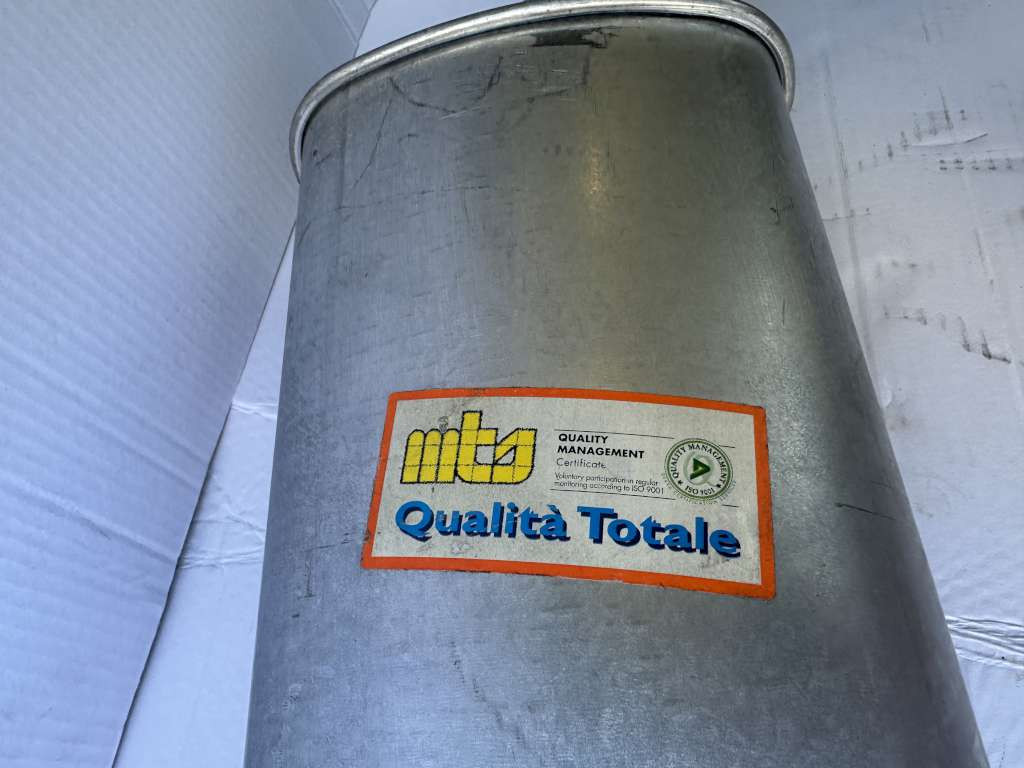 mts
QUALITY
MANAGEMENT
Certificate
Voluntary participation in regular
monitoring according to ISO 9001
QUALITY MANAGEMENT
ISO 9001
Qualità Totale